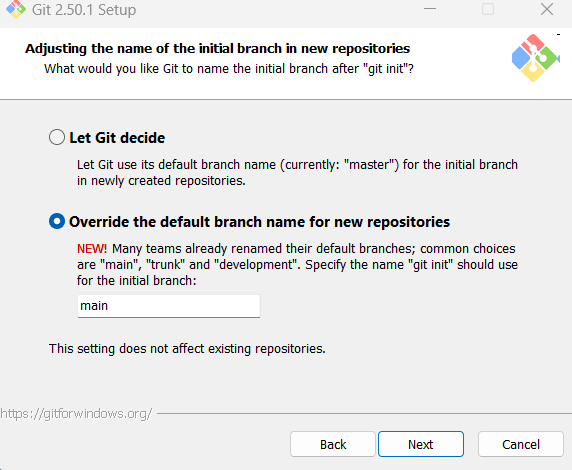 Git 2.50.1 Setup
Adjusting the name of the initial branch in new repositories
What would you like Git to name the initial branch after "git init"?
Let Git decide
Let Git use its default branch name (currently: "master") for the initial branch
in newly created repositories.
Override the default branch name for new repositories
NEW! Many teams already renamed their default branches; common choices
are "main", "trunk" and "development". Specify the name "git init" should use
for the initial branch:
main
This setting does not affect existing repositories.
https://gitforwindows.org/
Back
Next
Cancel